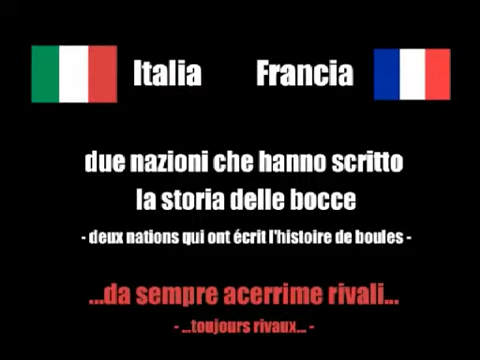 Italia Francia
due nazioni che hanno scritto
la storia delle bocce
- deux nations qui ont écrit l'histoire de boules -
...da sempre acerrime rivali...
- ...toujours rivaux... -